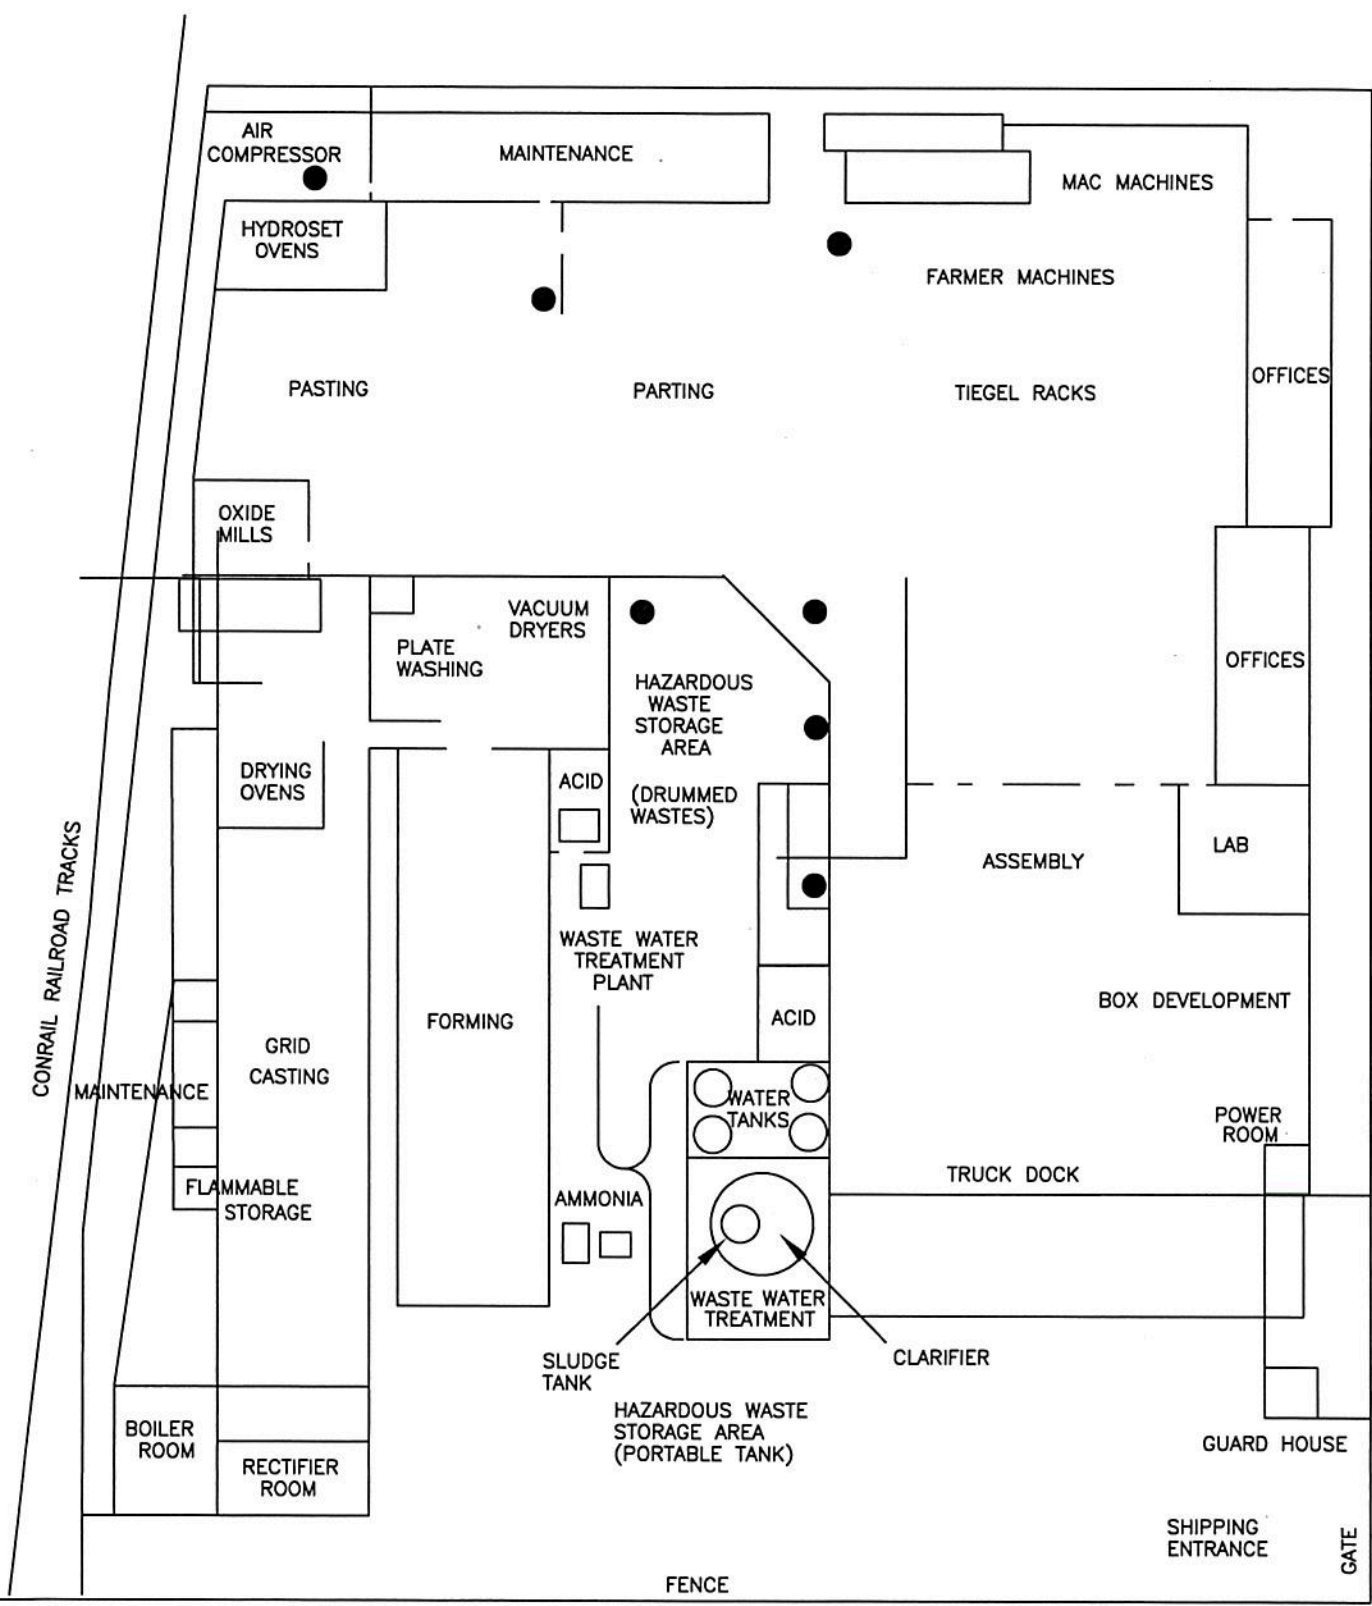 AIR
COMPRESSOR
MAINTENANCE
MAC MACHINES
HYDROSET
OVENS
FARMER MACHINES
PASTING
PARTING
TIEGEL RACKS
OFFICES
OXIDE
MILLS
VACUUM
DRYERS
PLATE
WASHING
OFFICES
HAZARDOUS
WASTE
STORAGE
AREA
(DRUMMED
WASTES)
DRYING
OVENS
ACID
ASSEMBLY
LAB
CONRAIL RAILROAD TRACKS
WASTE WATER
TREATMENT
PLANT
BOX DEVELOPMENT
FORMING
ACID
GRID
CASTING
MAINTENANCE
WATER
TANKS
POWER
ROOM
TRUCK DOCK
FLAMMABLE
STORAGE
AMMONIA
WASTE WATER
TREATMENT
SLUDGE
TANK
CLARIFIER
HAZARDOUS WASTE
STORAGE AREA
(PORTABLE TANK)
BOILER
ROOM
RECTIFIER
ROOM
GUARD HOUSE
SHIPPING
ENTRANCE
GATE
FENCE